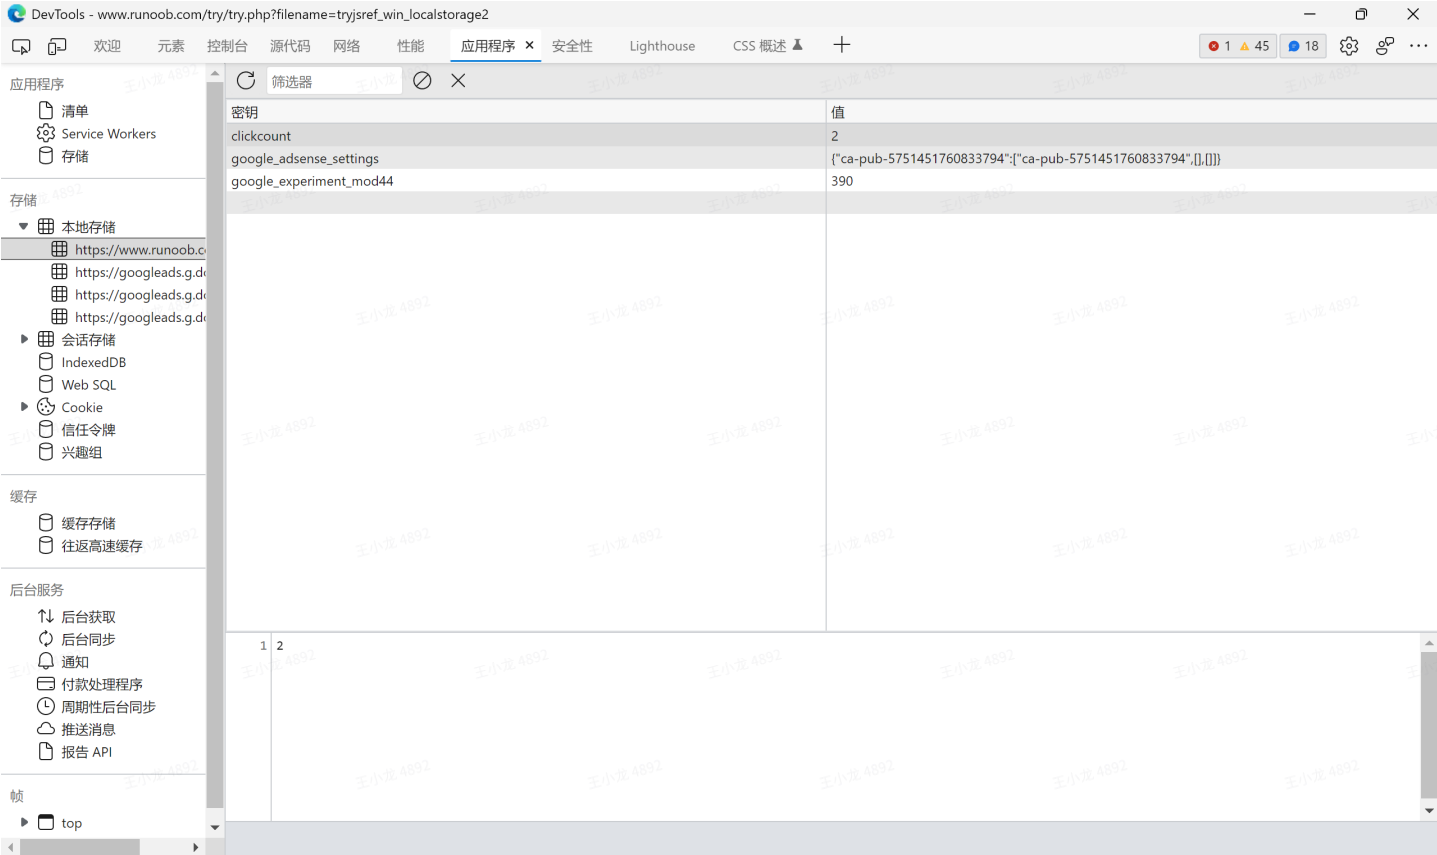 DevTools - www.runoob.com/try/try.php?filename=tryjsref_win_localstorage2
欢迎 元素 控制台 源代码 网络 性能 应用程序 安全性 Lighthouse CSS 概述 1 45 18
应用程序
清单
Service Workers
存储
存储
本地存储
https://www.runoob.c
https://googleads.g.d
https://googleads.g.d
https://googleads.g.d
会话存储
IndexedDB
Web SQL
Cookie
信任令牌
兴趣组
缓存
缓存存储
往返高速缓存
后台服务
后台获取
后台同步
通知
付款处理程序
周期性后台同步
推送消息
报告 API
帧
top
筛选器
密钥 值
clickcount 2
google_adsense_settings {"ca-pub-5751451760833794":["ca-pub-5751451760833794",[],[]]}
google_experiment_mod44 390
1 2
王小龙 4892